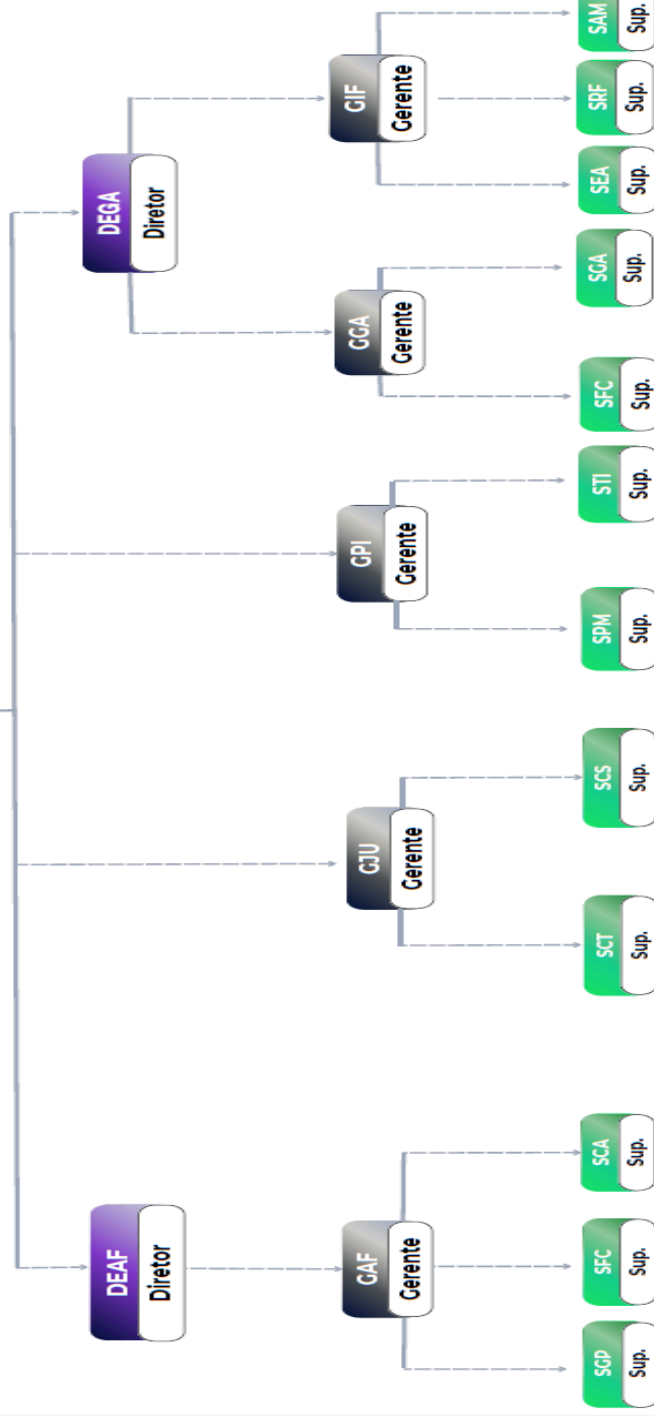 DEAF
Diretor
DEGA
Diretor
GAF
Gerente
GJU
Gerente
GPI
Gerente
GGA
Gerente
GIF
Gerente
SGP
Sup.
SFC
Sup.
SCA
Sup.
SCT
Sup.
SCS
Sup.
SPM
Sup.
STI
Sup.
SFC
Sup.
SGA
Sup.
SEA
Sup.
SRF
Sup.
SAM
Sup.